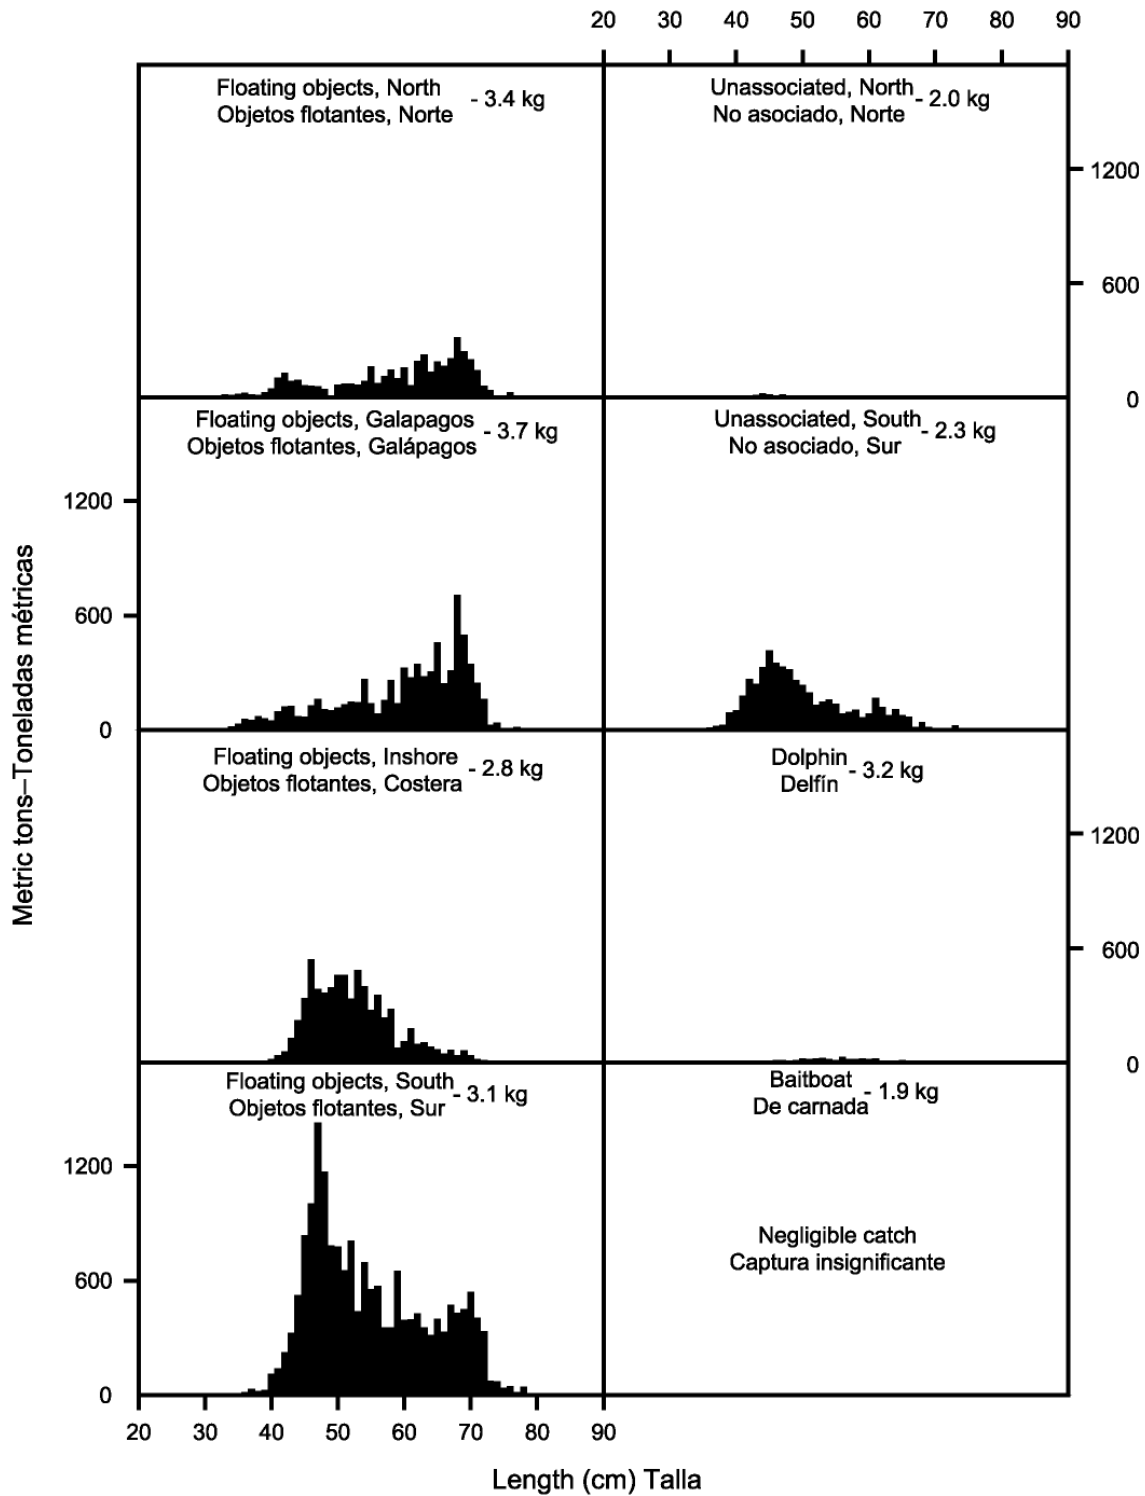 20 30 40 50 60 70 80 90
Floating objects, North
Objetos flotantes, Norte
- 3.4 kg
Unassociated, North
No asociado, Norte
- 2.0 kg
1200
600
0
Floating objects, Galapagos
Objetos flotantes, Galápagos
- 3.7 kg
Unassociated, South
No asociado, Sur
- 2.3 kg
1200
600
0
Metric tons–Toneladas métricas
Floating objects, Inshore
Objetos flotantes, Costera
- 2.8 kg
Dolphin
Delfín
- 3.2 kg
1200
600
0
Floating objects, South
Objetos flotantes, Sur
- 3.1 kg
Baitboat
De carnada
- 1.9 kg
1200
600
0
Negligible catch
Captura insignificante
20 30 40 50 60 70 80 90
Length (cm) Talla